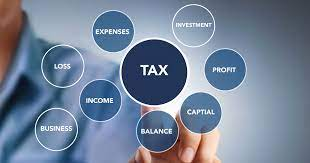 INVESTMENT
EXPENSES
LOSS
TAX
PROFIT
INCOME
CAPTIAL
BUSINESS
BALANCE